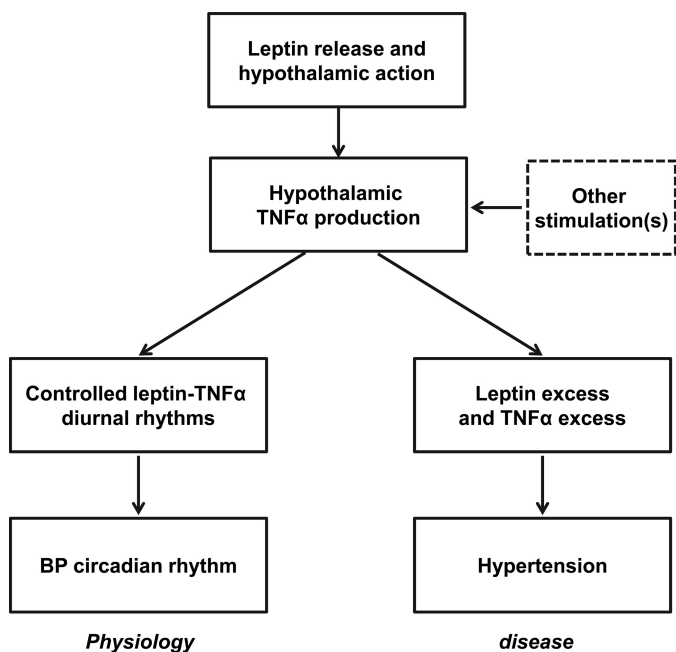 Leptin release and
hypothalamic action
Hypothalamic
TNFα production
Other
stimulation(s)
Controlled leptin-TNFα
diurnal rhythms
Leptin excess
and TNFα excess
BP circadian rhythm
Hypertension
Physiology
disease